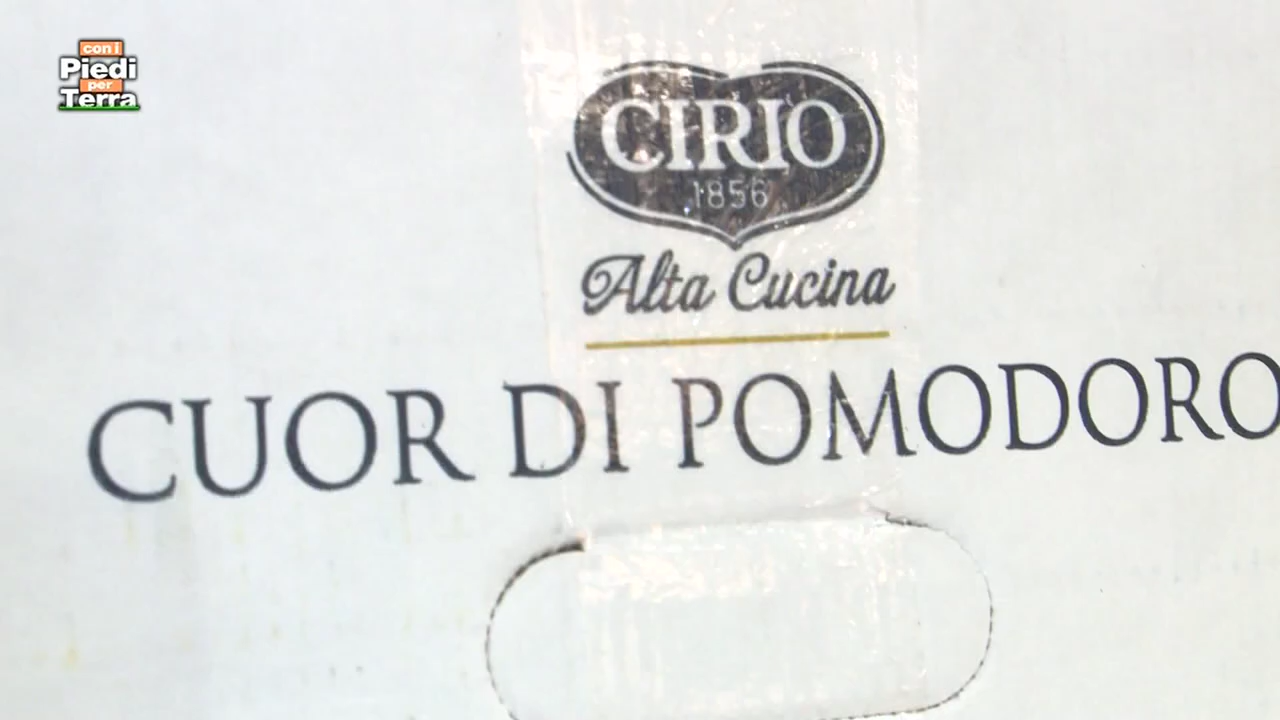 con i
Piedi
per
Terra
CIRIO
1856
Alta Cucina
CUOR DI POMODORO